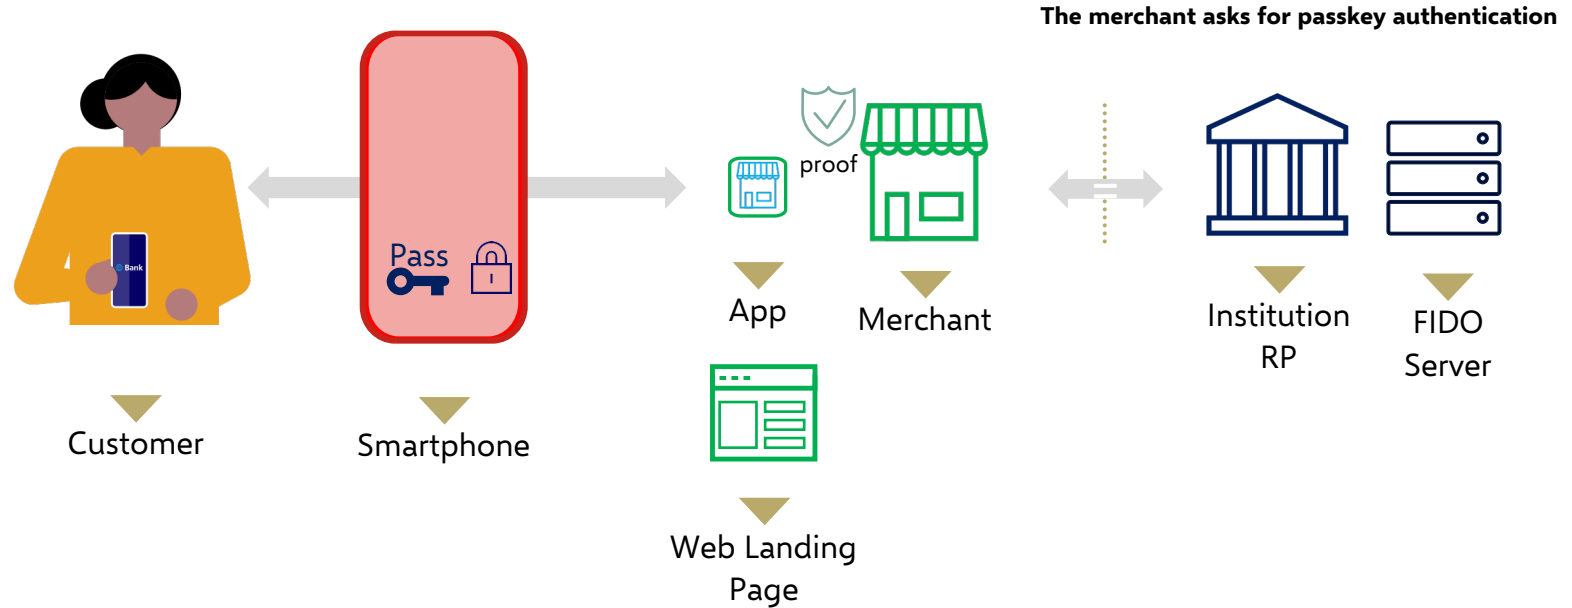 The merchant asks for passkey authentication
proof
Pass
Bank
App
Merchant
Institution
RP
FIDO
Server
Customer
Smartphone
Web Landing
Page